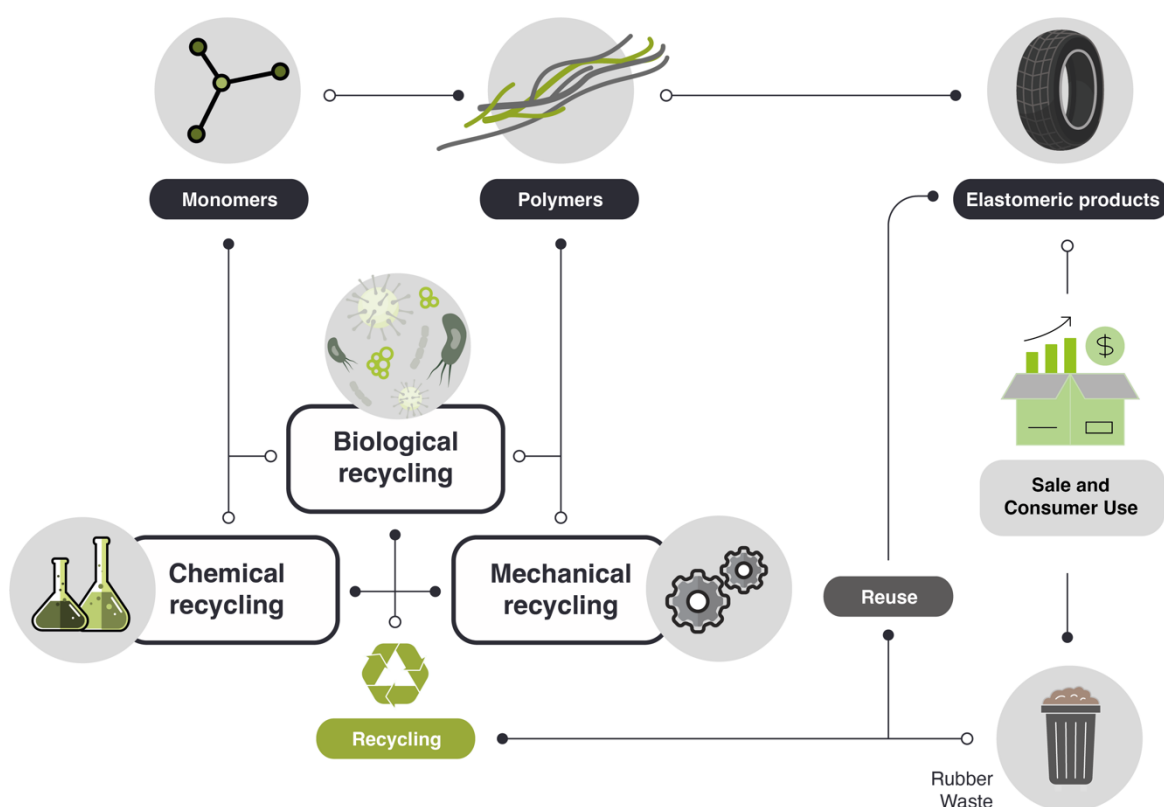 Monomers
Polymers
Elastomeric products
Biological
recycling
Sale and
Consumer Use
Chemical
recycling
Mechanical
recycling
Reuse
Recycling
Rubber
Waste
$